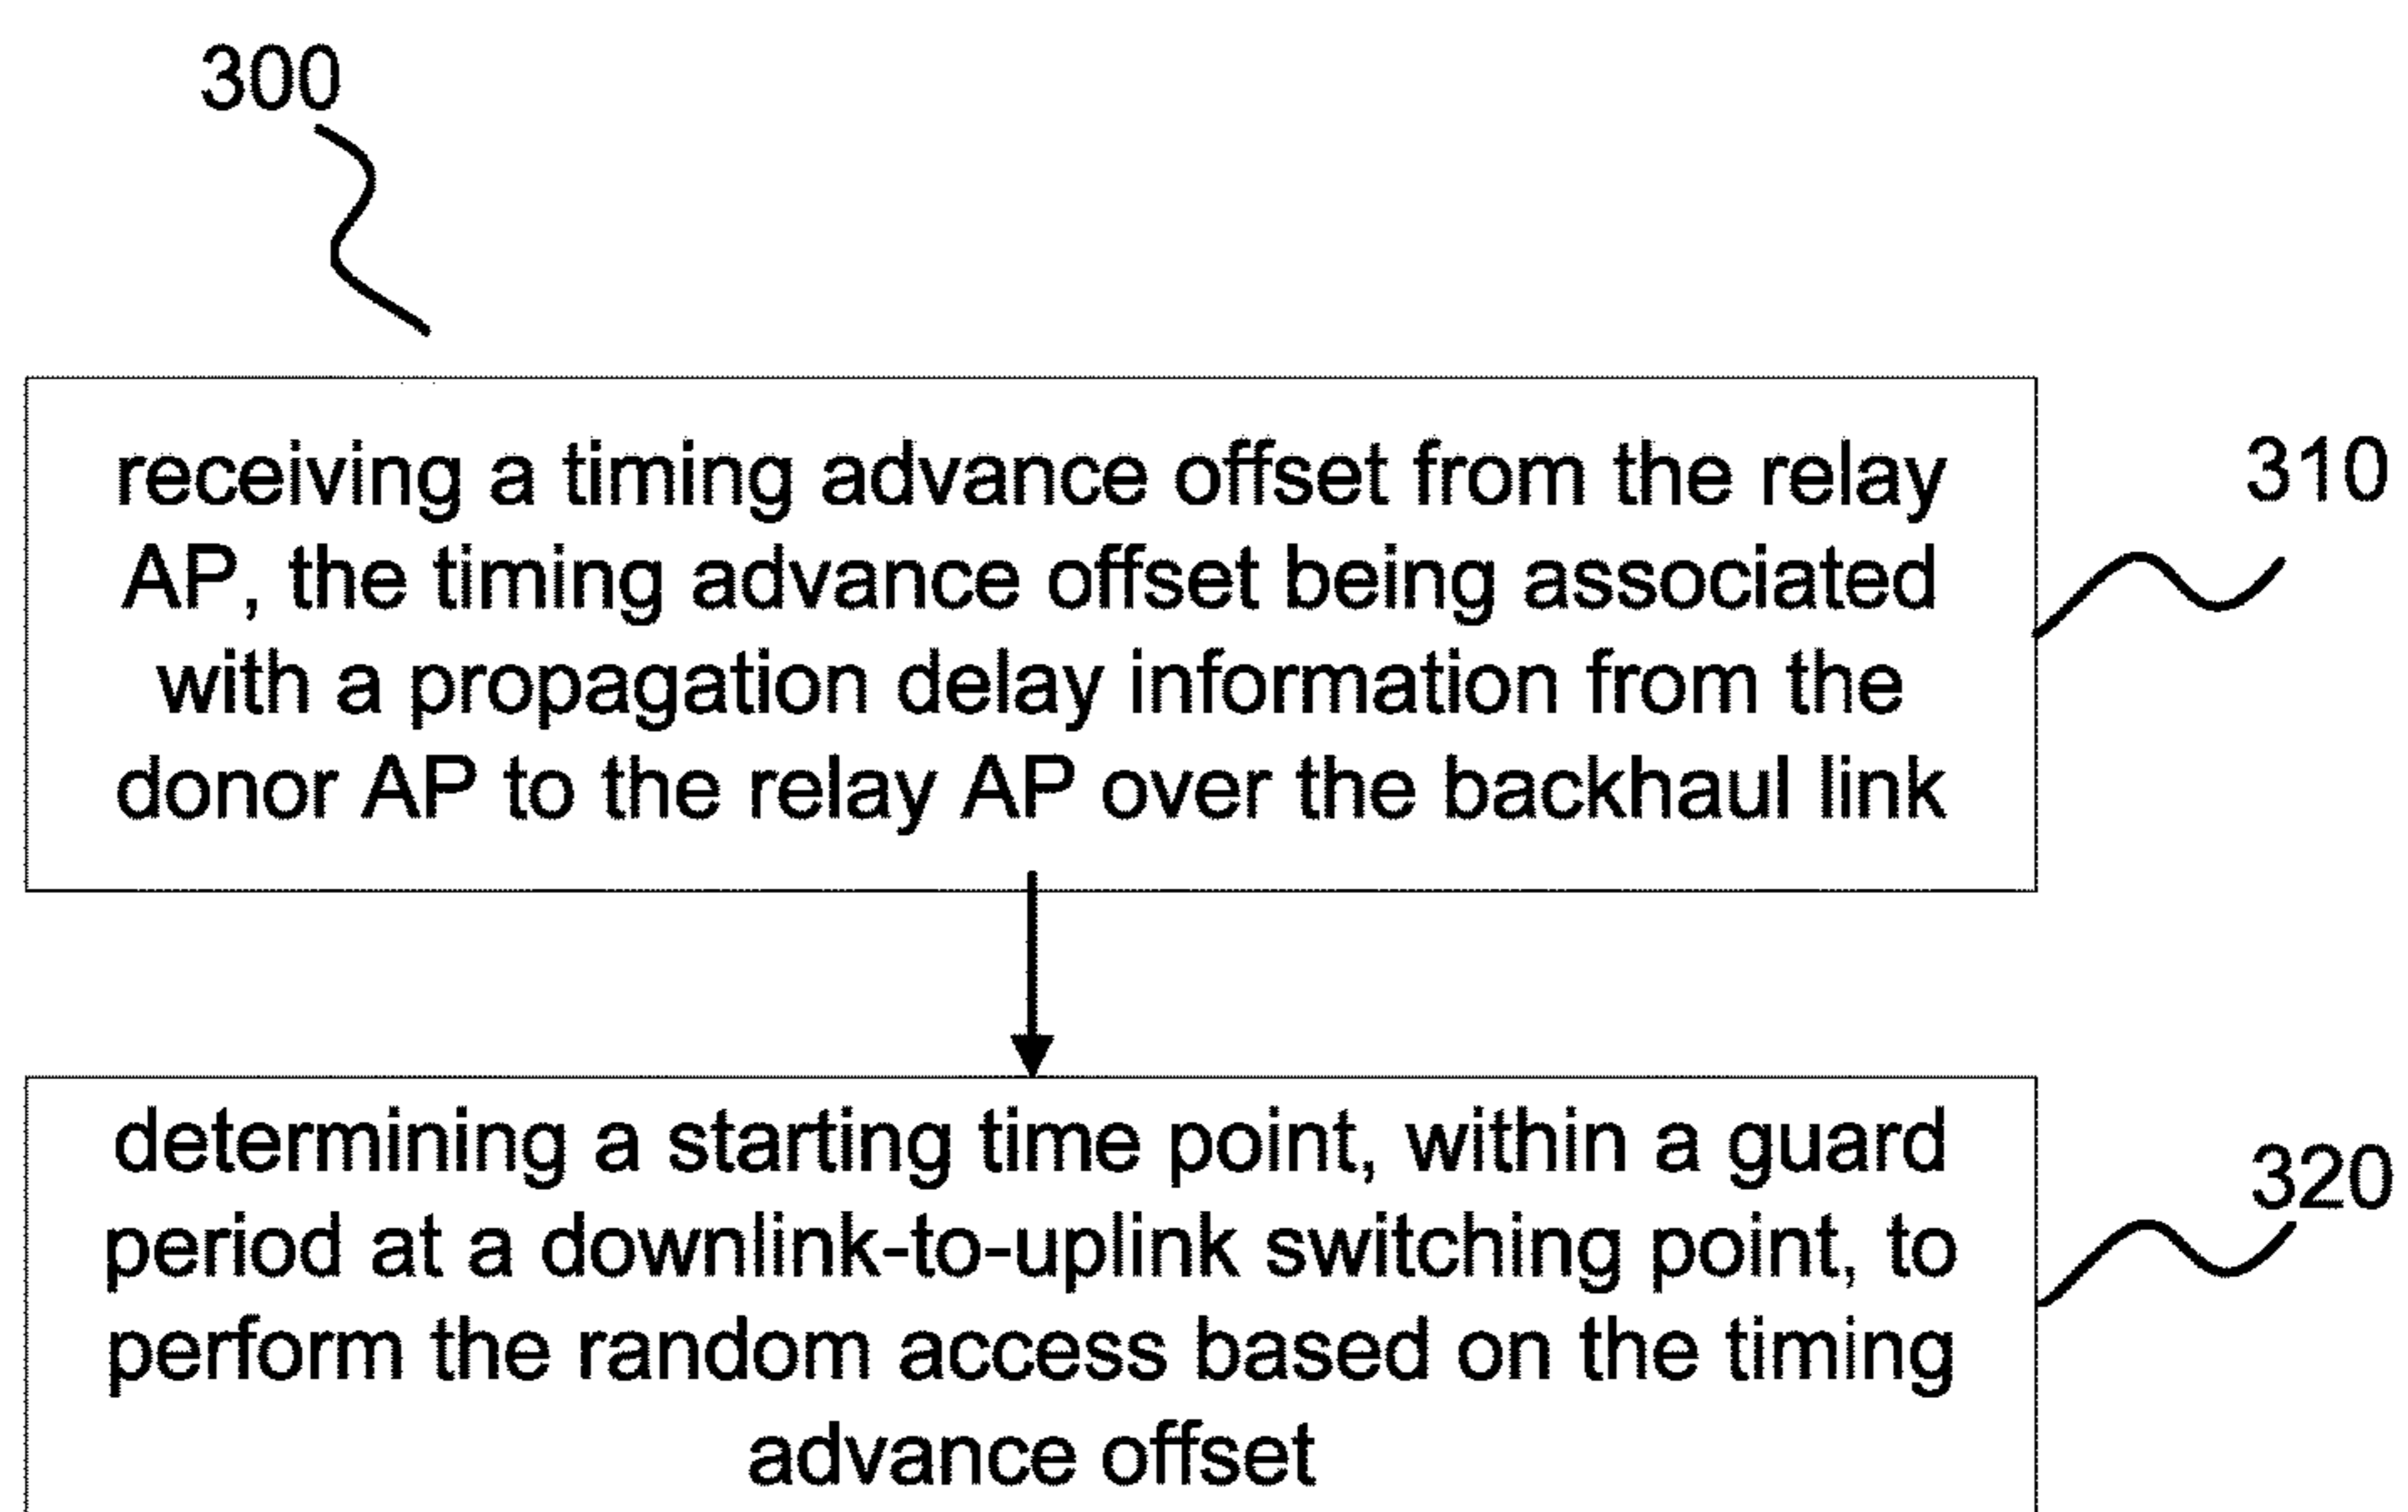 300
receiving a timing advance offset from the relay
AP, the timing advance offset being associated
with a propagation delay information from the
donor AP to the relay AP over the backhaul link
310
determining a starting time point, within a guard
period at a downlink-to-uplink switching point, to
perform the random access based on the timing
advance offset
320